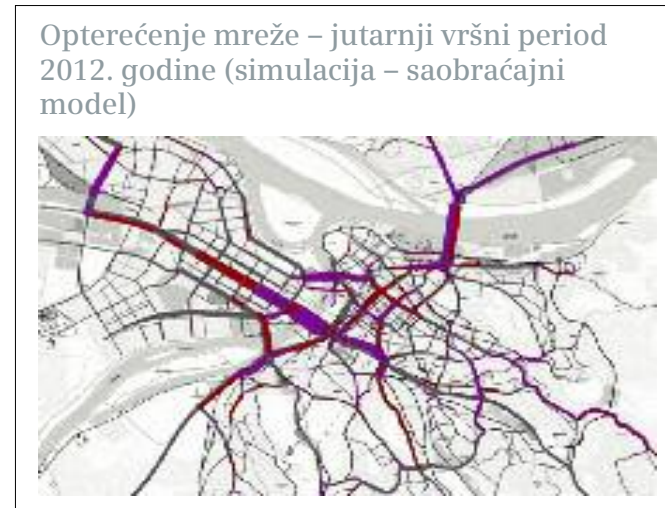 Opterećenje mreže – jutarnji vršni period
2012. godine (simulacija – saobraćajni
model)